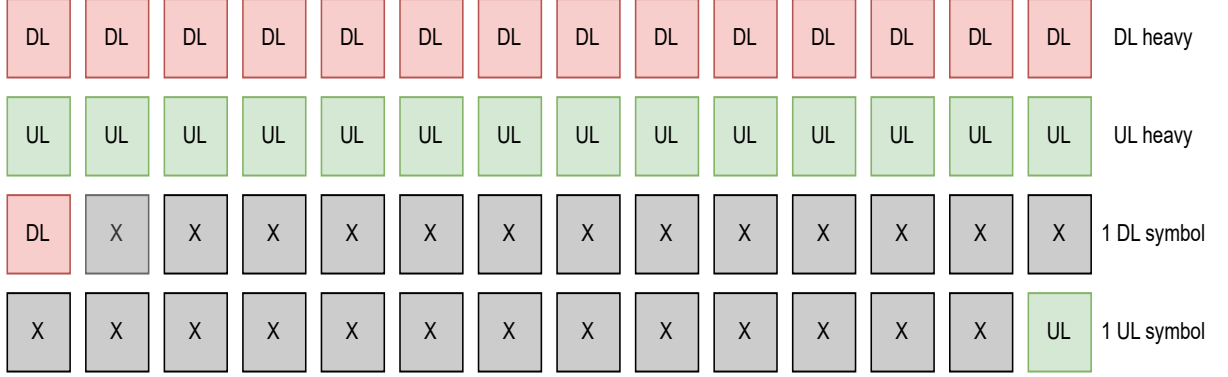 DL DL DL DL DL DL DL DL DL DL DL DL DL DL DL heavy
UL UL UL UL UL UL UL UL UL UL UL UL UL UL UL heavy
DL X X X X X X X X X X X X X 1 DL symbol
X X X X X X X X X X X X X UL 1 UL symbol